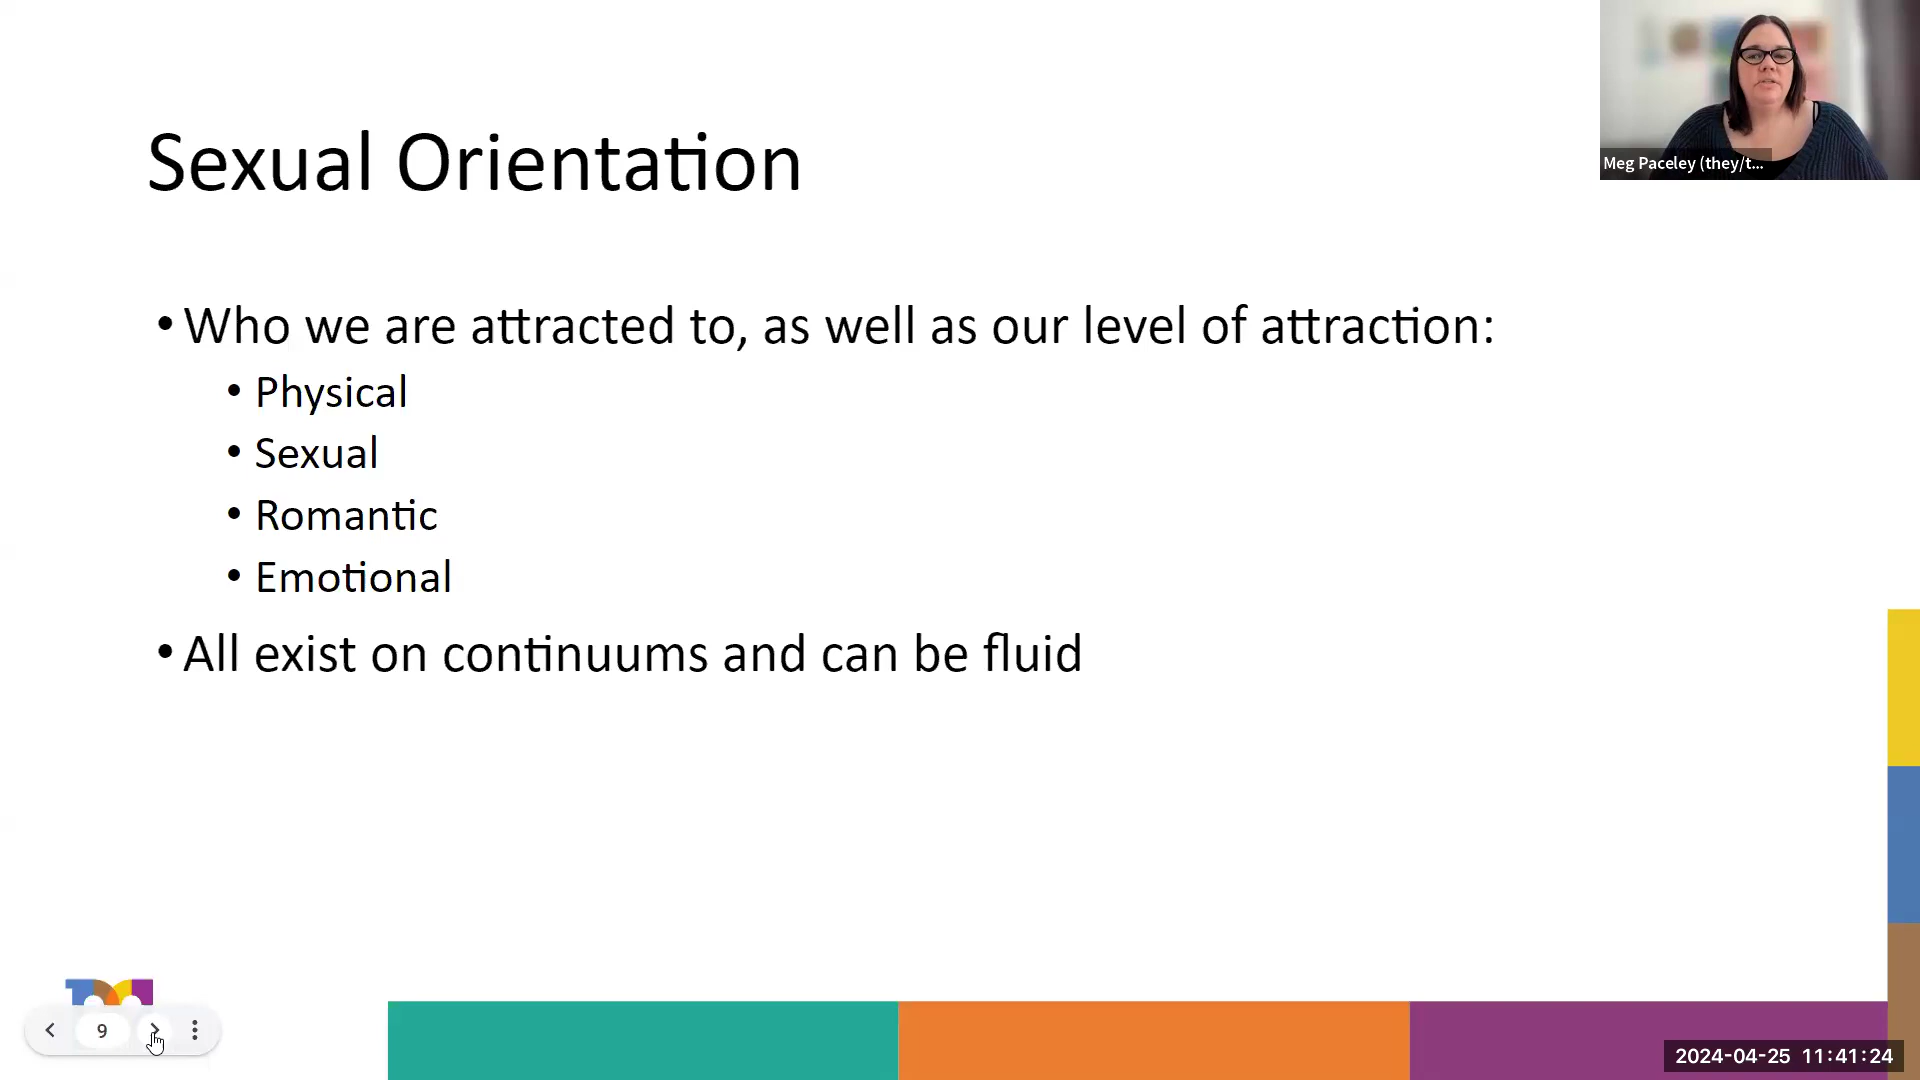 Sexual Orientation
• Who we are attracted to, as well as our level of attraction:
• Physical
• Sexual
• Romantic
• Emotional
• All exist on continuums and can be fluid
Meg Paceley (they/t...
9
2024-04-25 11:41:24